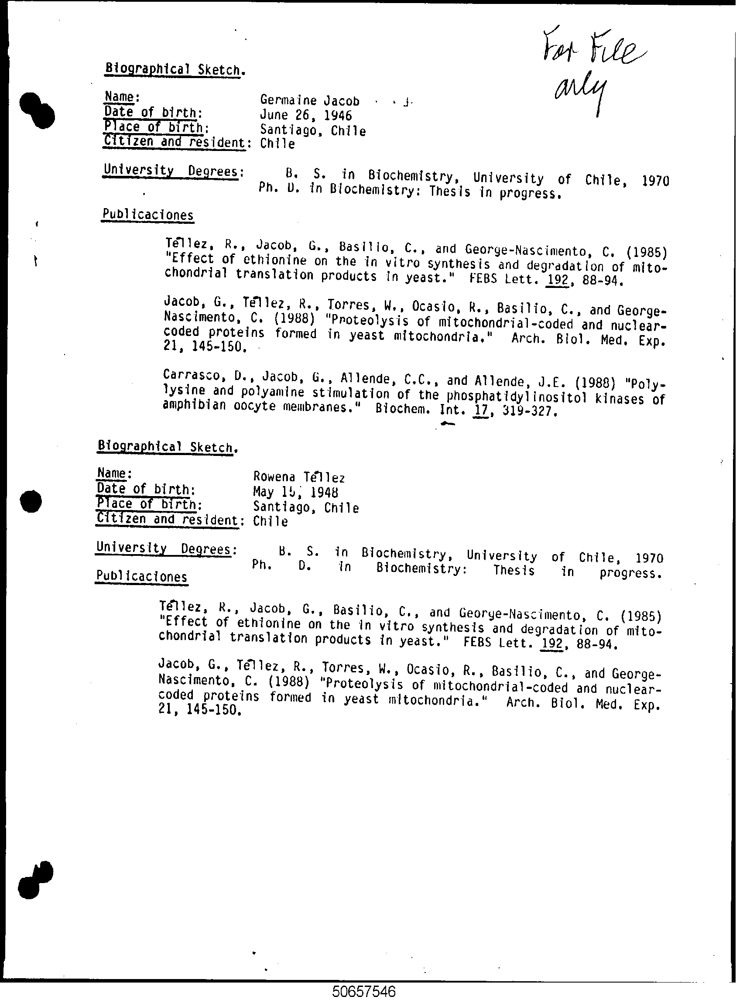 For File
only
Biographical Sketch.
Name: Germaine Jacob
Date of birth: June 26, 1946
Place of birth: Santiago, Chile
Citizen and resident: Chile
University Degrees: B. S. in Biochemistry, University of Chile, 1970
Ph. D. in Biochemistry: Thesis in progress.
Publicaciones
Téllez, R., Jacob, G., Basilio, C., and George-Nascimento, C. (1985)
"Effect of ethionine on the in vitro synthesis and degradation of mito-
chondrial translation products in yeast." FEBS Lett. 192, 88-94.
Jacob, G., Téllez, R., Torres, W., Ocasio, R., Basilio, C., and George-
Nascimento, C. (1988) "Proteolysis of mitochondrial-coded and nuclear-
coded proteins formed in yeast mitochondria." Arch. Biol. Med. Exp.
21, 145-150.
Carrasco, D., Jacob, G., Allende, C.C., and Allende, J.E. (1988) "Poly-
lysine and polyamine stimulation of the phosphatidylinositol kinases of
amphibian oocyte membranes." Biochem. Int. 17, 319-327.
Biographical Sketch.
Name: Rowena Téllez
Date of birth: May 15, 1948
Place of birth: Santiago, Chile
Citizen and resident: Chile
University Degrees: B. S. in Biochemistry, University of Chile, 1970
Ph. D. in Biochemistry: Thesis in progress.
Publicaciones
Téllez, R., Jacob, G., Basilio, C., and George-Nascimento, C. (1985)
"Effect of ethionine on the in vitro synthesis and degradation of mito-
chondrial translation products in yeast." FEBS Lett. 192, 88-94.
Jacob, G., Téllez, R., Torres, W., Ocasio, R., Basilio, C., and George-
Nascimento, C. (1988) "Proteolysis of mitochondrial-coded and nuclear-
coded proteins formed in yeast mitochondria." Arch. Biol. Med. Exp.
21, 145-150.
50657546